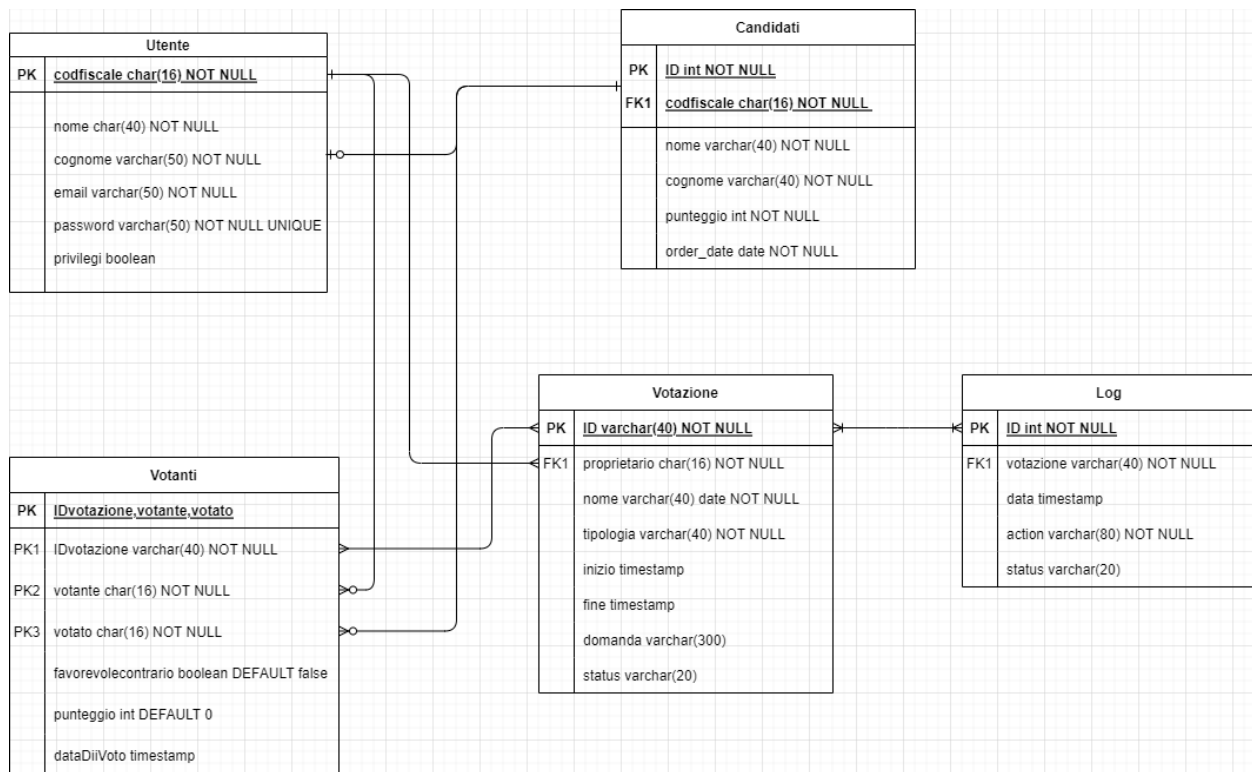 Utente
PK codfiscale char(16) NOT NULL
nome char(40) NOT NULL
cognome varchar(50) NOT NULL
email varchar(50) NOT NULL
password varchar(50) NOT NULL UNIQUE
privilegi boolean
Candidati
PK ID int NOT NULL
FK1 codfiscale char(16) NOT NULL
nome varchar(40) NOT NULL
cognome varchar(40) NOT NULL
punteggio int NOT NULL
order_date date NOT NULL
Votazione
PK ID varchar(40) NOT NULL
FK1 proprietario char(16) NOT NULL
nome varchar(40) date NOT NULL
tipologia varchar(40) NOT NULL
inizio timestamp
fine timestamp
domanda varchar(300)
status varchar(20)
Log
PK ID int NOT NULL
FK1 votazione varchar(40) NOT NULL
data timestamp
action varchar(80) NOT NULL
status varchar(20)
Votanti
PK IDvotazione,votante,votato
PK1 IDvotazione varchar(40) NOT NULL
PK2 votante char(16) NOT NULL
PK3 votato char(16) NOT NULL
favorevolecontrario boolean DEFAULT false
punteggio int DEFAULT 0
dataDiiVoto timestamp